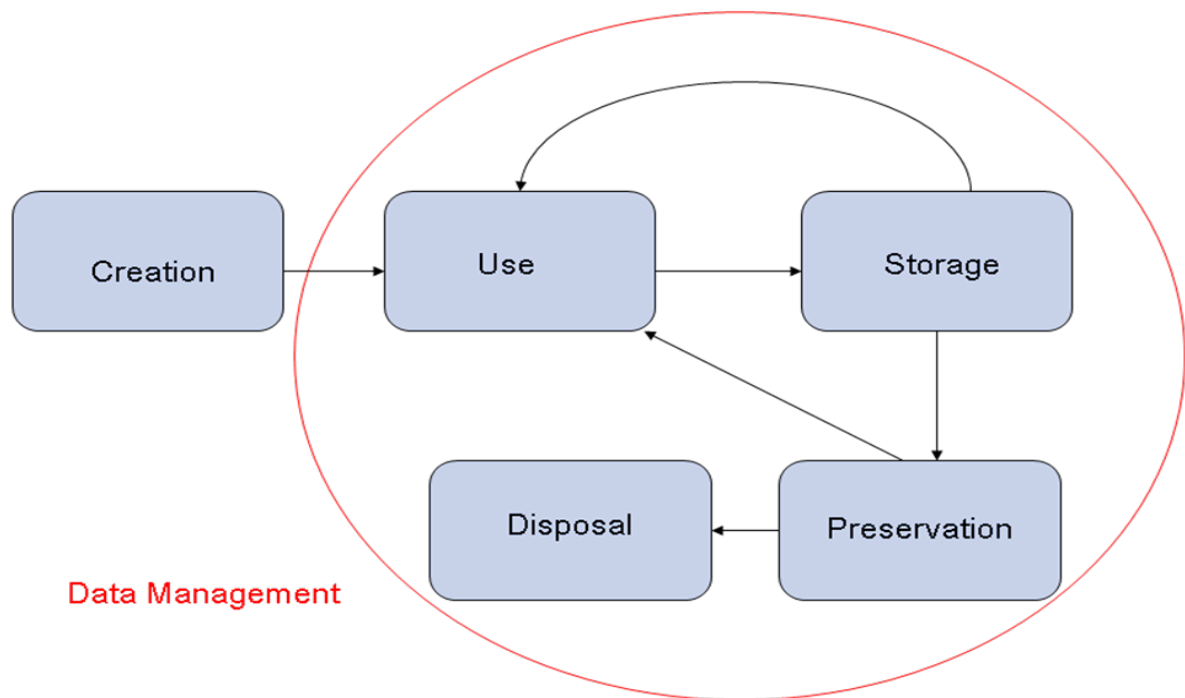 Creation
Use
Storage
Disposal
Preservation
Data Management